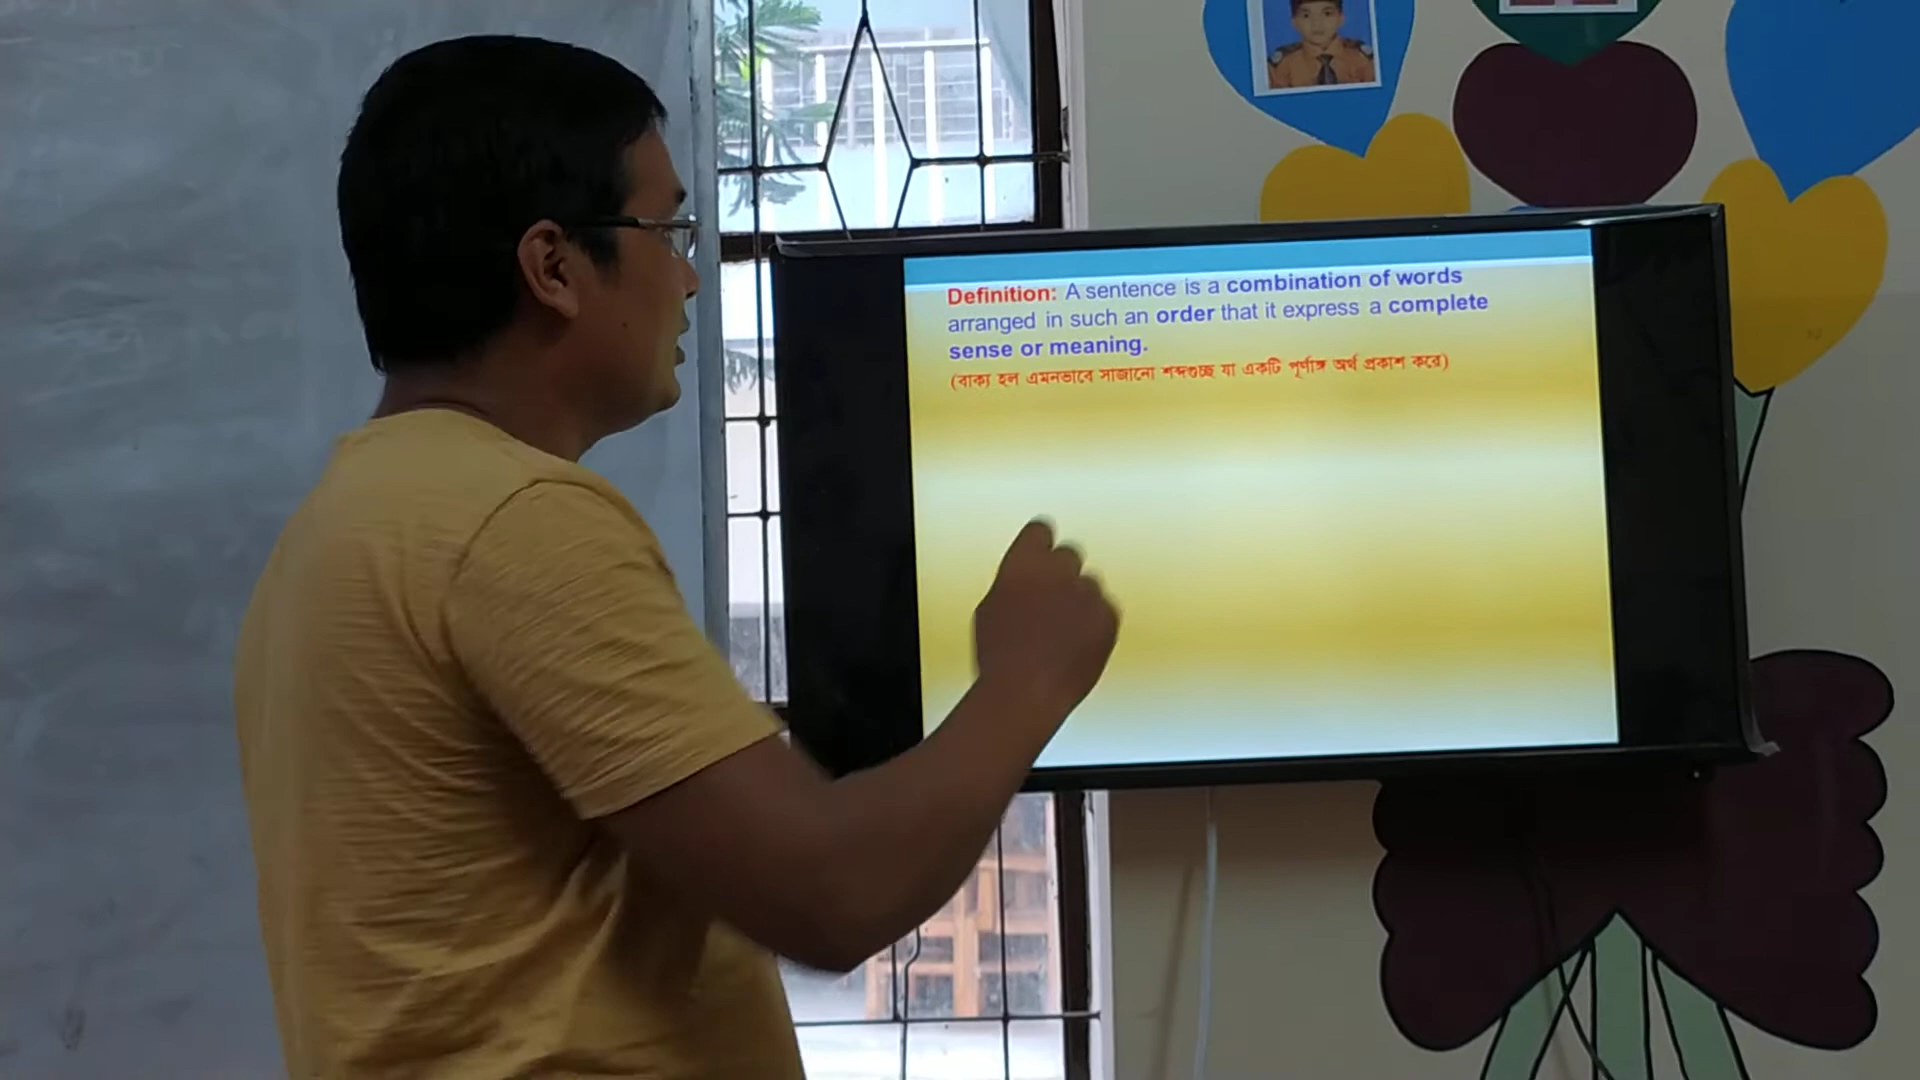 Definition: A sentence is a combination of words
arranged in such an order that it express a complete
sense or meaning.
(বাক্য হল এমনভাবে সাজানো শব্দগুচ্ছ যা একটি পূর্ণাঙ্গ অর্থ প্রকাশ করে)